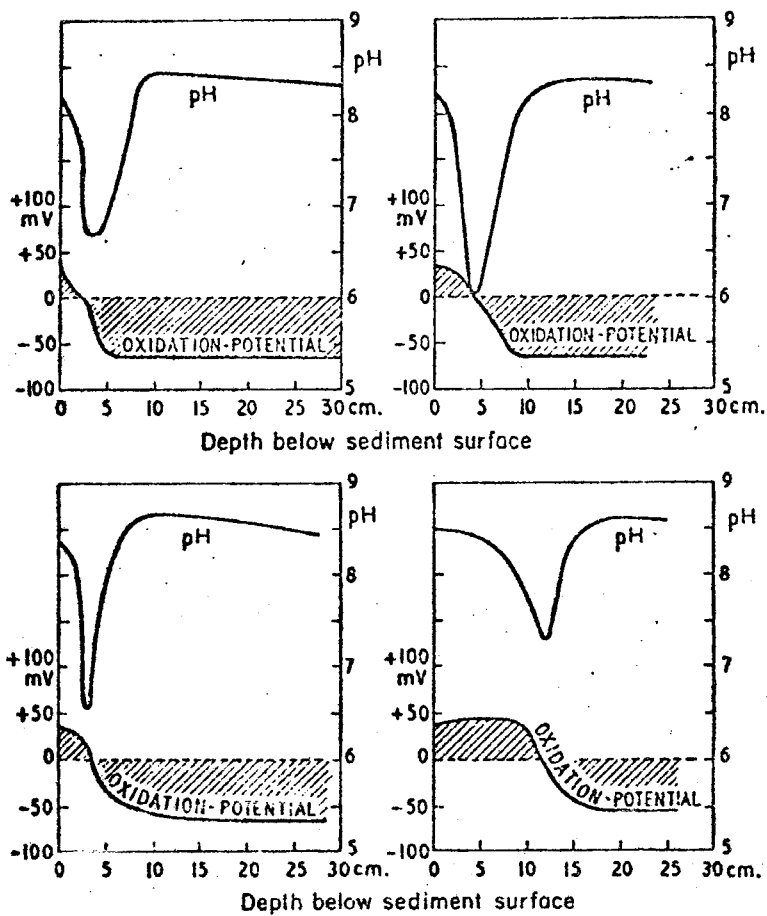 9
pH
8
7
6
5
+100
mV
+50
0
-50
-100
pH
OXIDATION-POTENTIAL
0 5 10 15 20 25 30cm.
9
pH
8
7
6
5
+100
mV
+50
0
-50
-100
pH
OXIDATION-POTENTIAL
0 5 10 15 20 25 30cm.
Depth below sediment surface
9
pH
8
7
6
5
+100
mV
+50
0
-50
-100
pH
OXIDATION-POTENTIAL
0 5 10 15 20 25 30cm.
9
pH
8
7
6
5
+100
mV
+50
0
-50
-100
pH
OXIDATION-POTENTIAL
0 5 10 15 20 25 30cm.
Depth below sediment surface